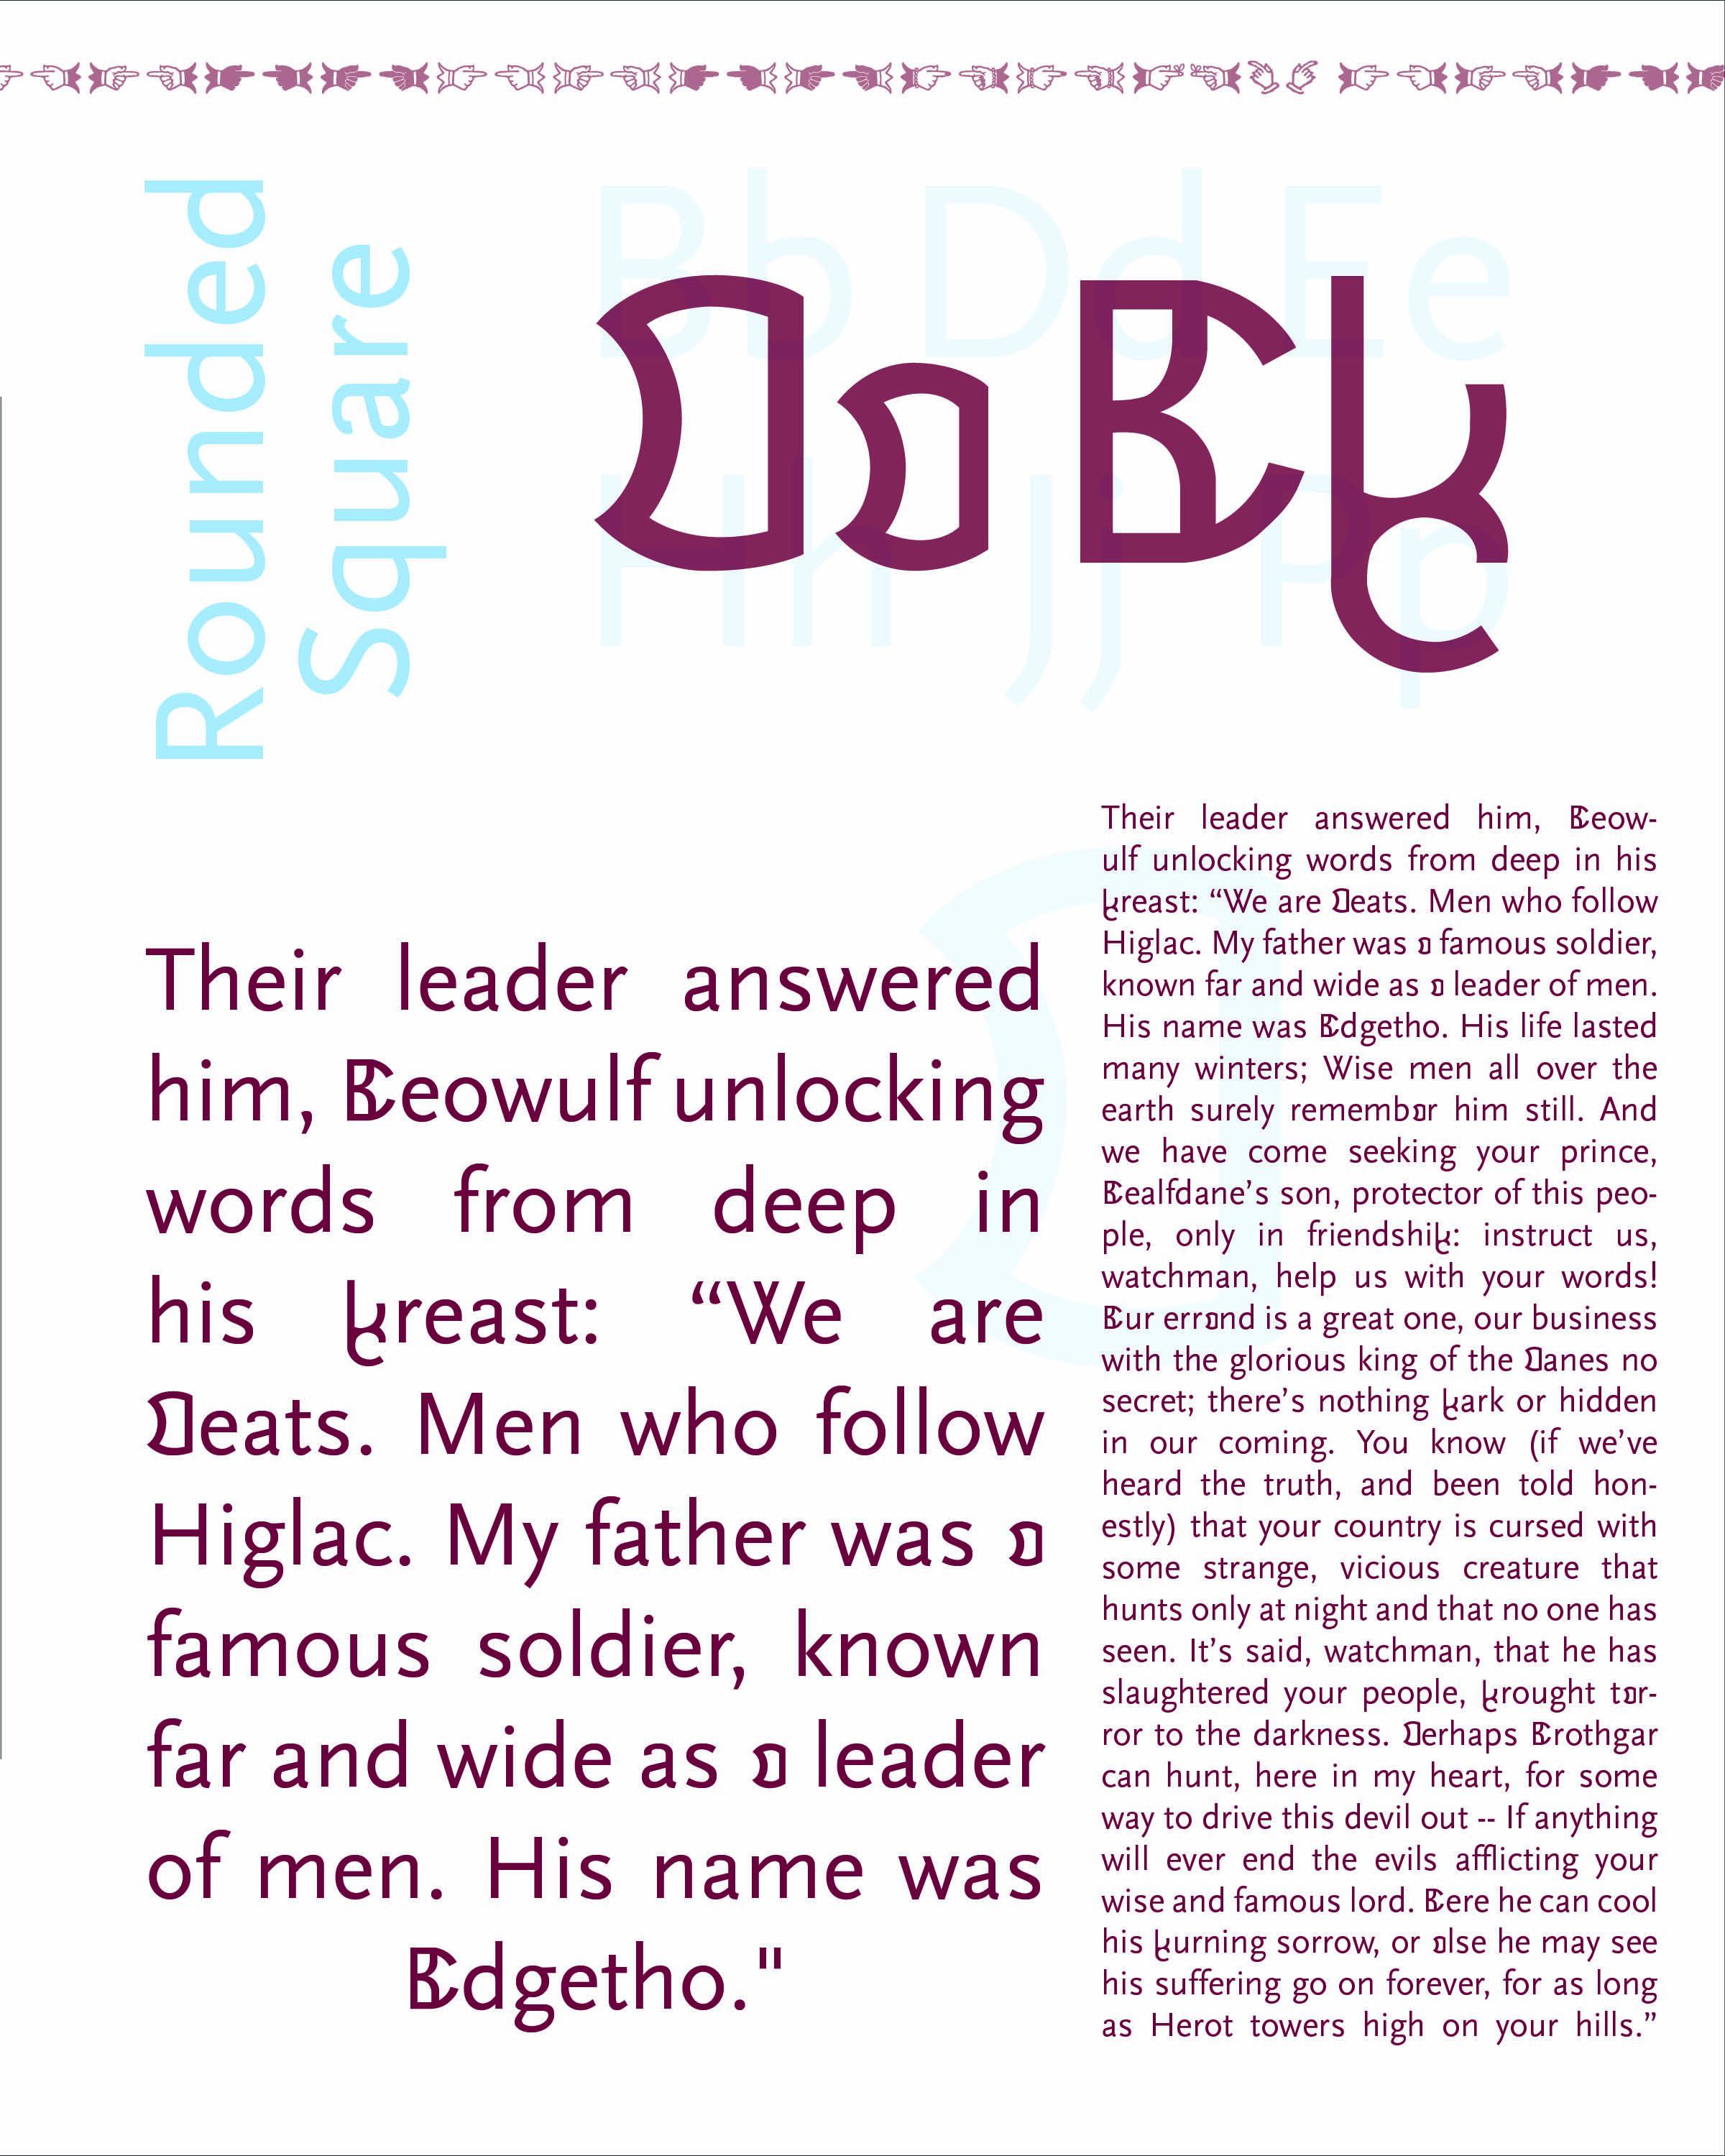 Rounded
Square
Bb Dd Ee
Hh Jj Pp
Their leader answered
him, Beowulf unlocking
words from deep in
his breast: “We are
Geats. Men who follow
Higlac. My father was a
famous soldier, known
far and wide as a leader
of men. His name was
Edgetho."
Their leader answered him, Beow-
ulf unlocking words from deep in his
breast: “We are Geats. Men who follow
Higlac. My father was a famous soldier,
known far and wide as a leader of men.
His name was Edgetho. His life lasted
many winters; Wise men all over the
earth surely remember him still. And
we have come seeking your prince,
Healfdane’s son, protector of this peo-
ple, only in friendship: instruct us,
watchman, help us with your words!
Our errand is a great one, our business
with the glorious king of the Danes no
secret; there’s nothing dark or hidden
in our coming. You know (if we’ve
heard the truth, and been told hon-
estly) that your country is cursed with
some strange, vicious creature that
hunts only at night and that no one has
seen. It’s said, watchman, that he has
slaughtered your people, brought ter-
ror to the darkness. Perhaps Hrothgar
can hunt, here in my heart, for some
way to drive this devil out -- If anything
will ever end the evils afflicting your
wise and famous lord. Here he can cool
his burning sorrow, or else he may see
his suffering go on forever, for as long
as Herot towers high on your hills.”